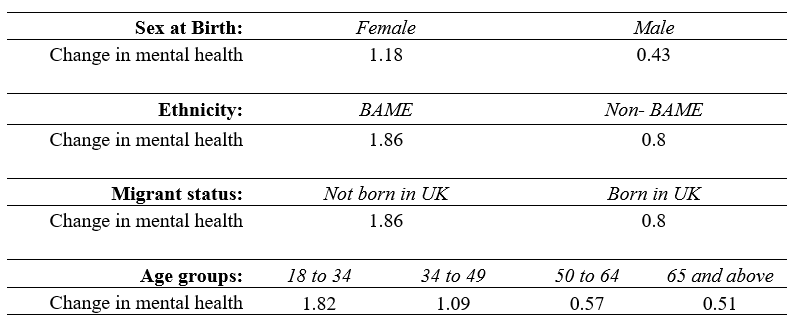 Sex at Birth: Female Male
Change in mental health 1.18 0.43
Ethnicity: BAME Non- BAME
Change in mental health 1.86 0.8
Migrant status: Not born in UK Born in UK
Change in mental health 1.86 0.8
Age groups: 18 to 34 34 to 49 50 to 64 65 and above
Change in mental health 1.82 1.09 0.57 0.51